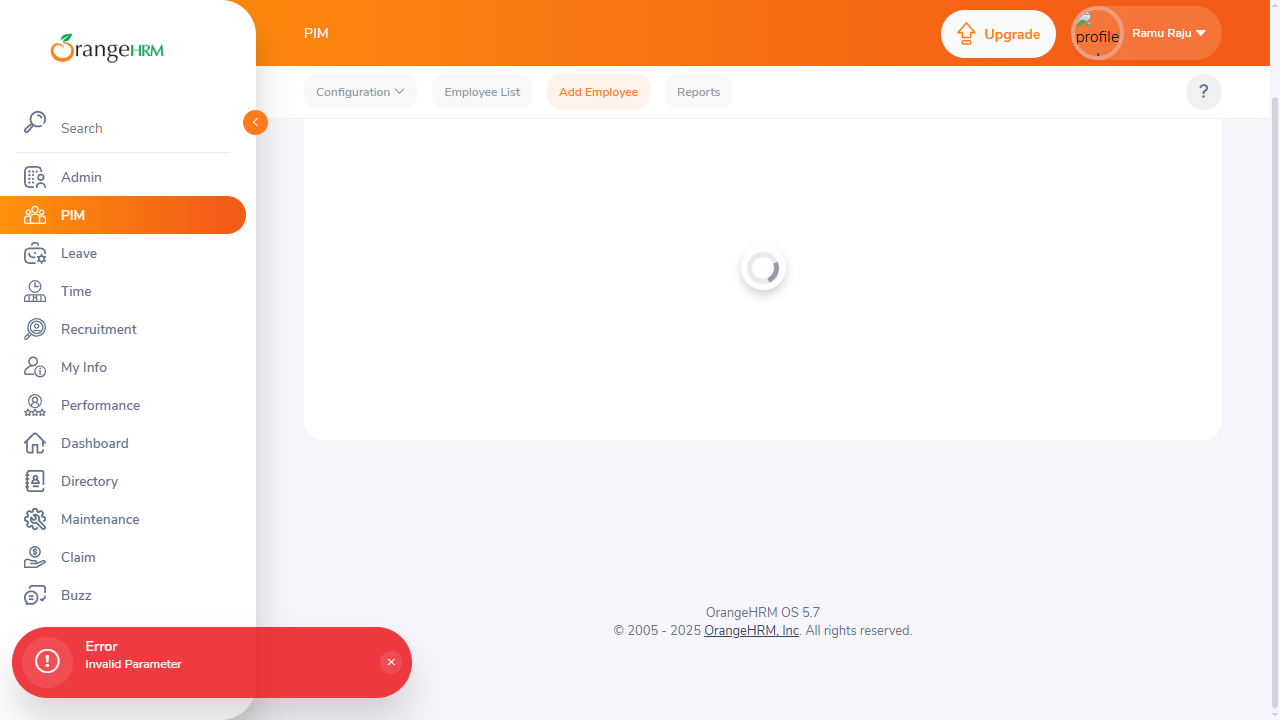 OrangeHRM
PIM
Upgrade
profile
Ramu Raju
Configuration
Employee List
Add Employee
Reports
?
Search
Admin
PIM
Leave
Time
Recruitment
My Info
Performance
Dashboard
Directory
Maintenance
Claim
Buzz
OrangeHRM OS 5.7
© 2005 - 2025 OrangeHRM, Inc. All rights reserved.
Error
Invalid Parameter